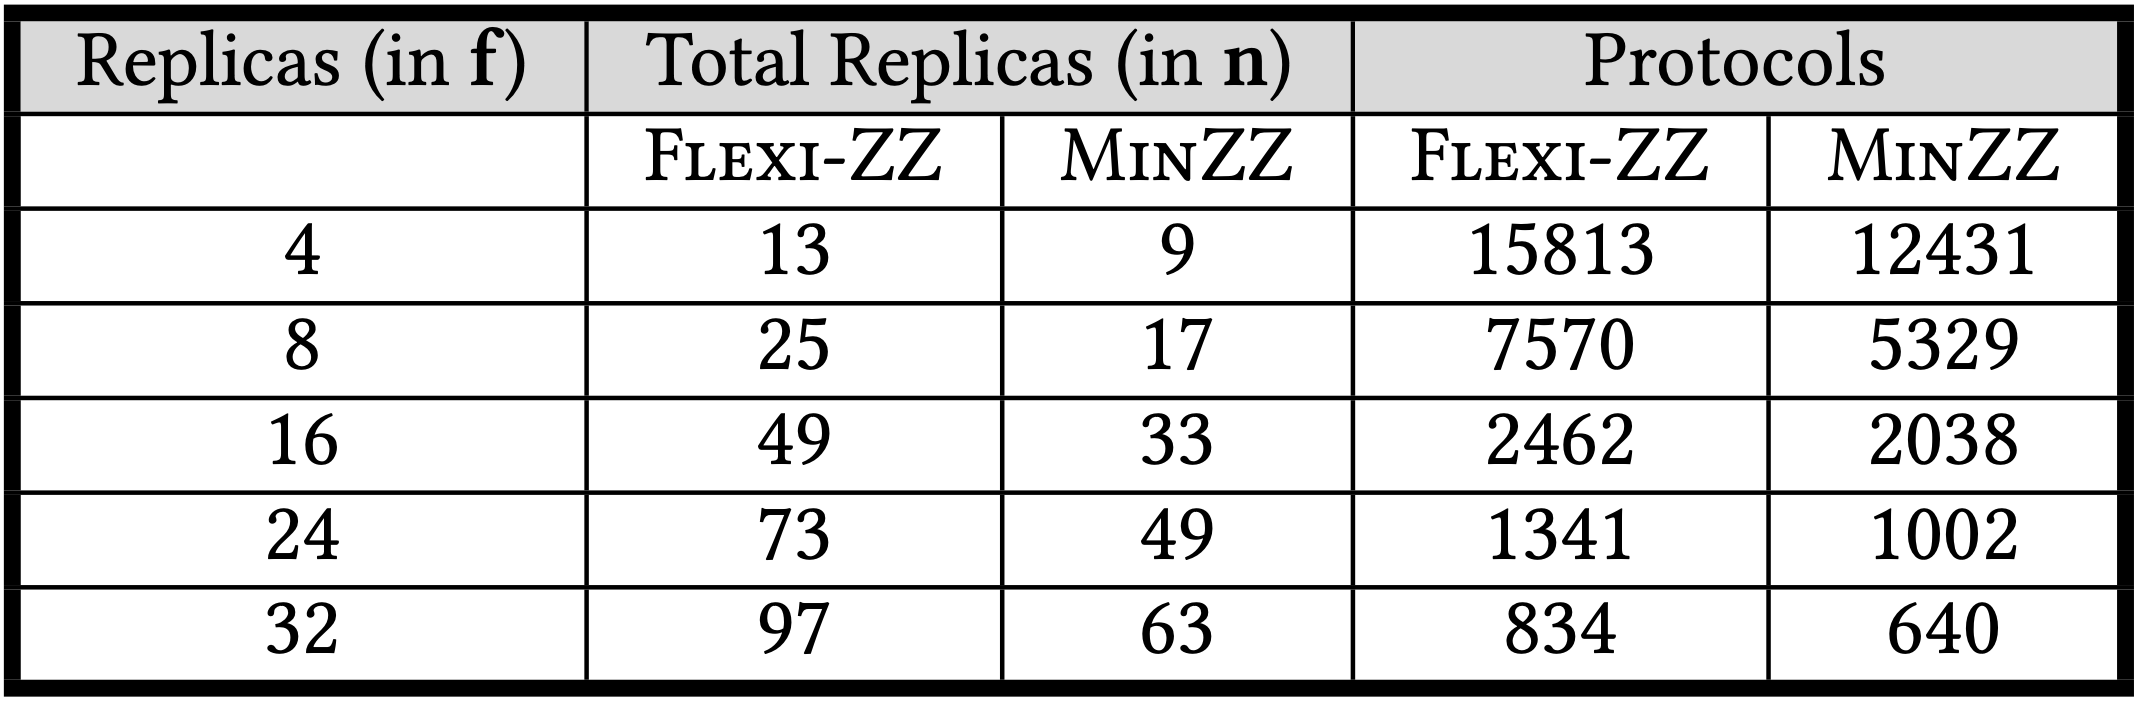 Replicas (in f) Total Replicas (in n) Protocols
Flexi-ZZ MinZZ Flexi-ZZ MinZZ
4 13 9 15813 12431
8 25 17 7570 5329
16 49 33 2462 2038
24 73 49 1341 1002
32 97 63 834 640